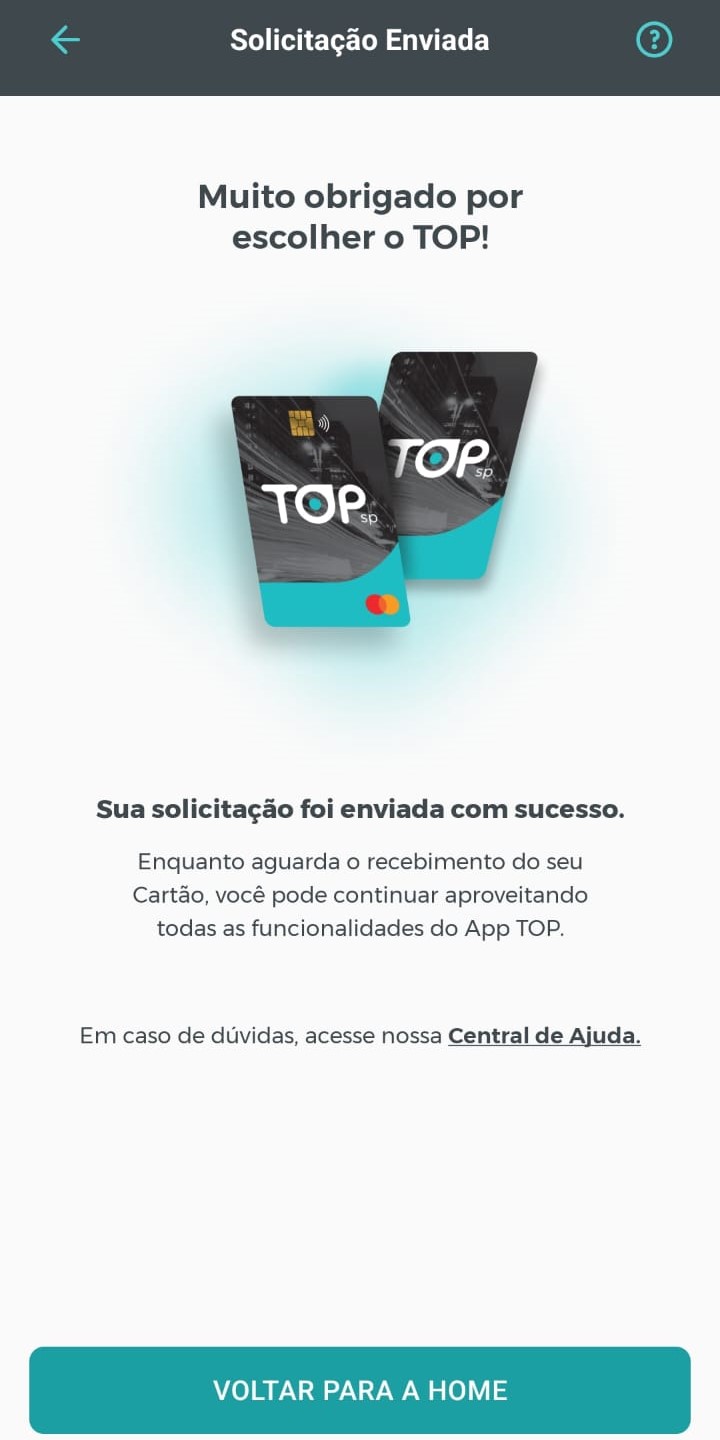 Solicitação Enviada
?
Muito obrigado por
escolher o TOP!
TOP sp
TOP sp
Sua solicitação foi enviada com sucesso.
Enquanto aguarda o recebimento do seu
Cartão, você pode continuar aproveitando
todas as funcionalidades do App TOP.
Em caso de dúvidas, acesse nossa Central de Ajuda.
VOLTAR PARA A HOME